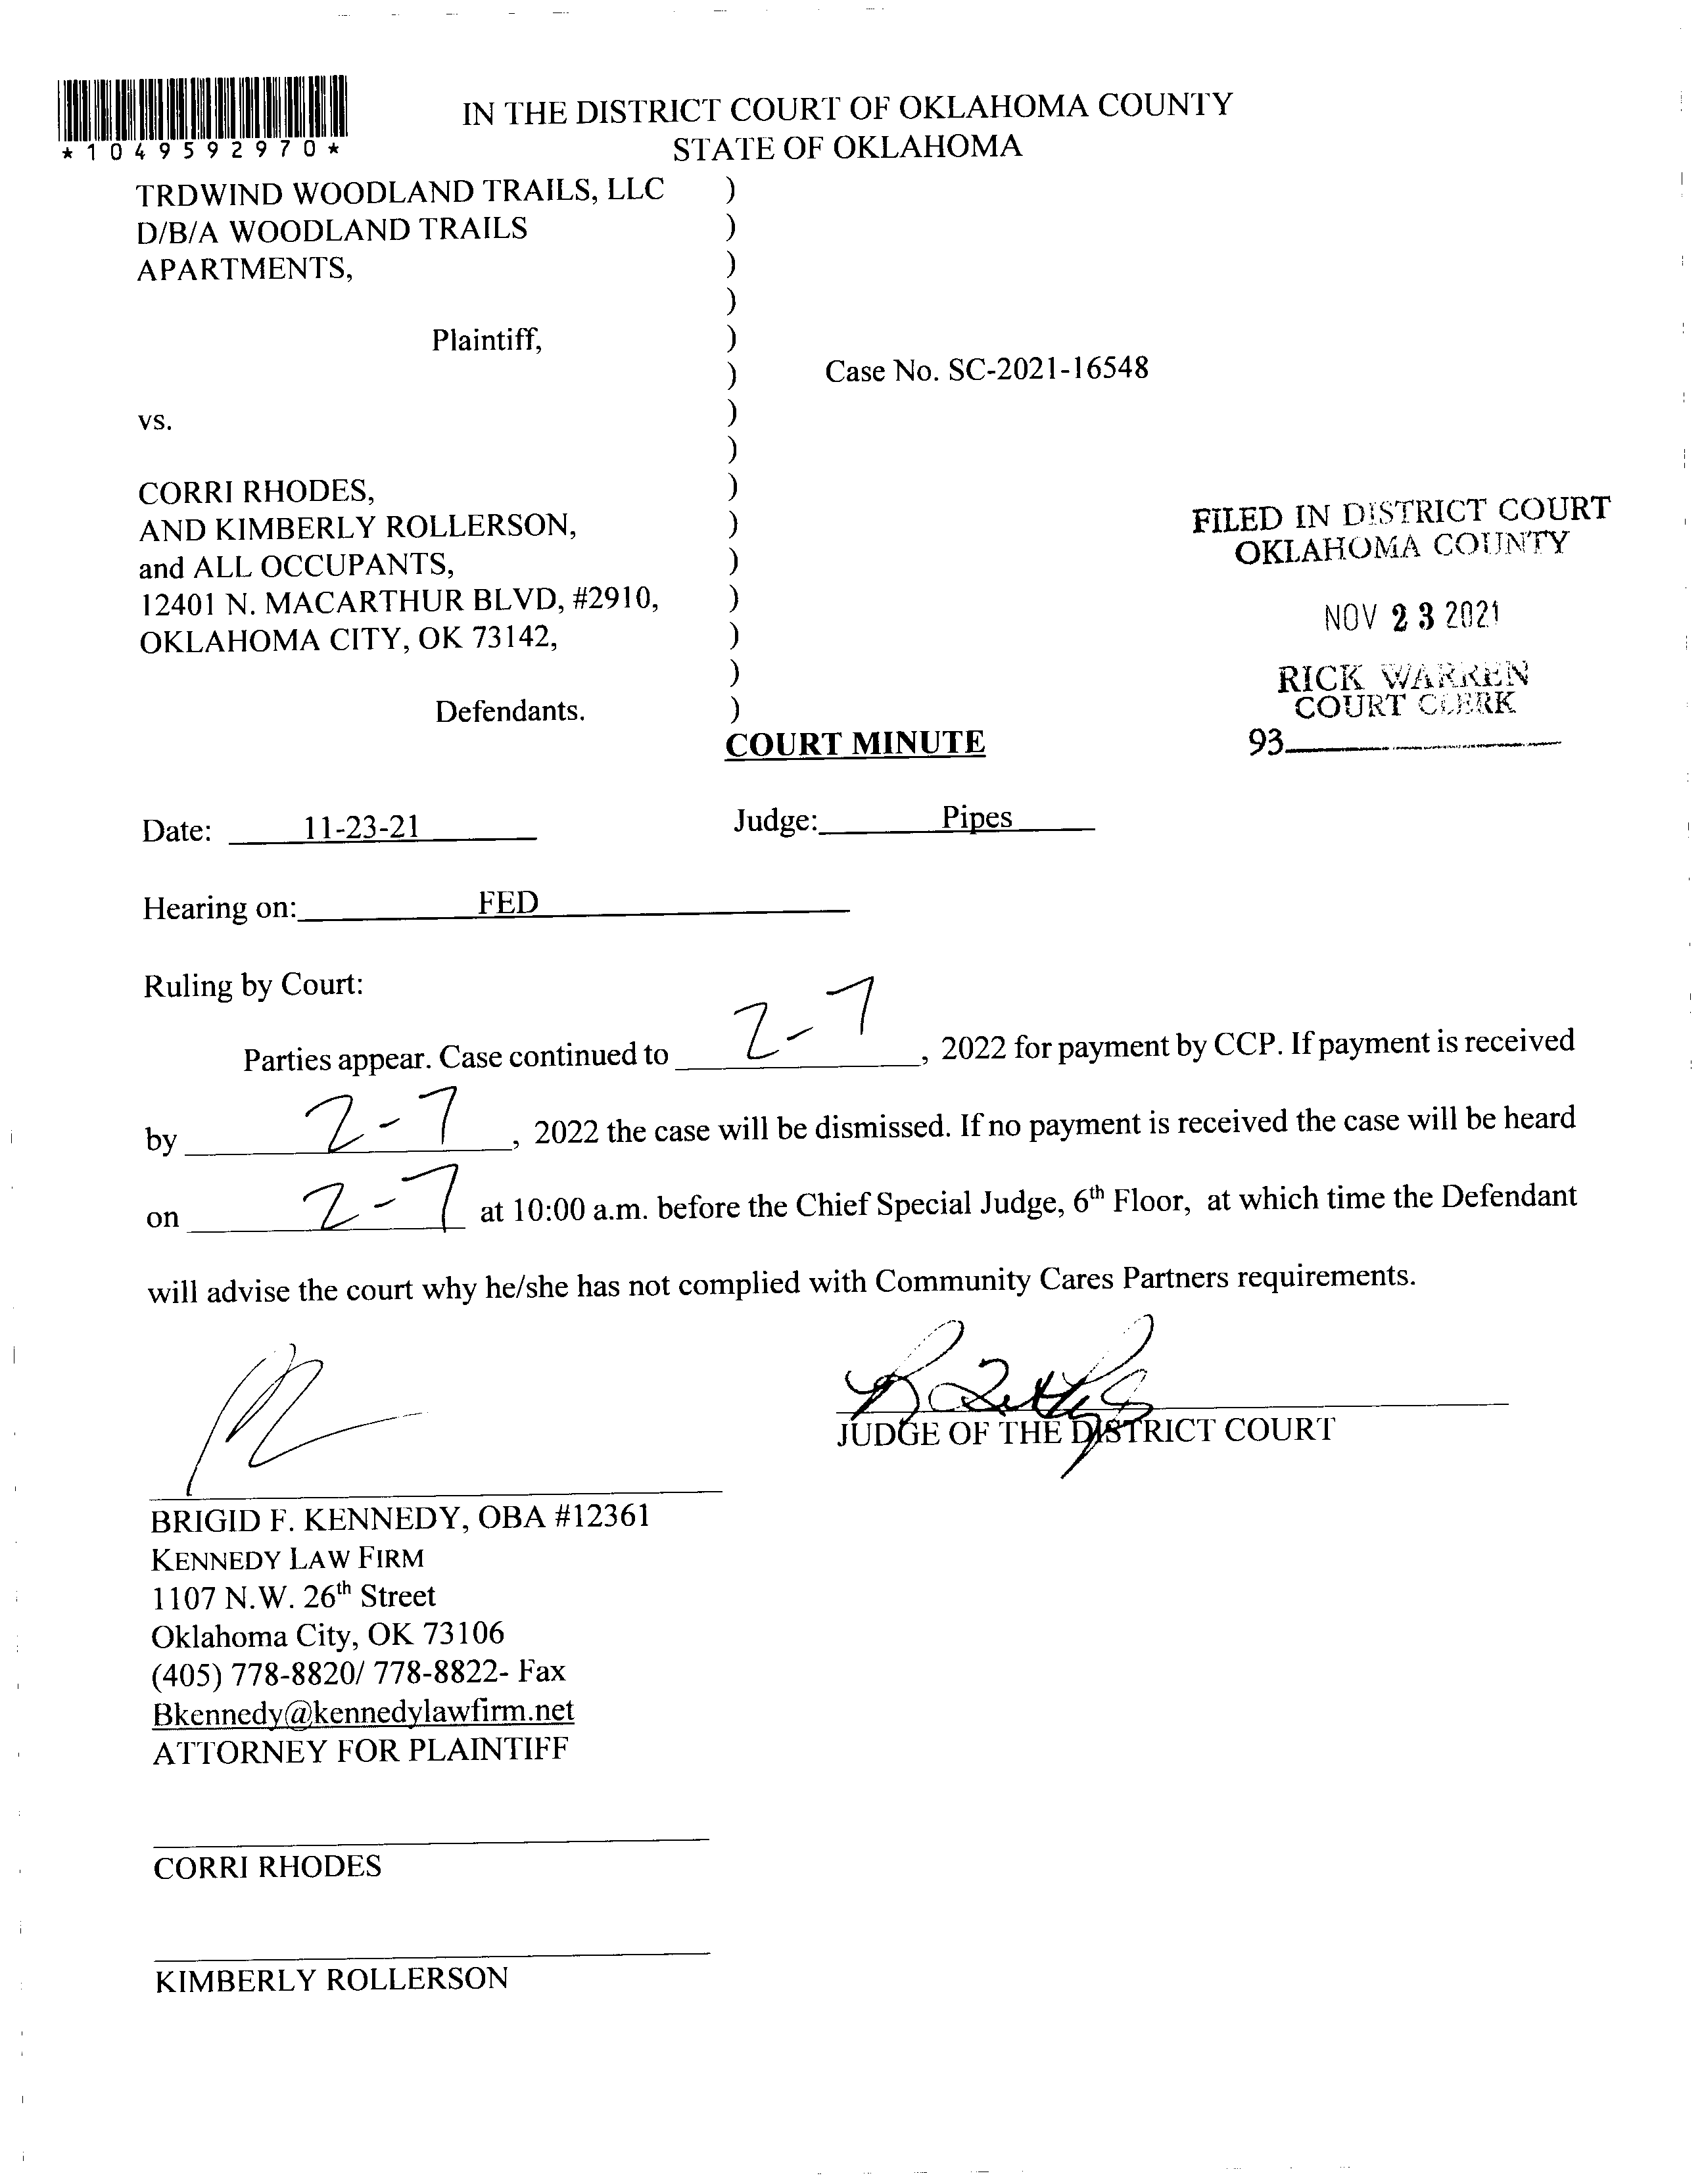 *1049592970*
IN THE DISTRICT COURT OF OKLAHOMA COUNTY
STATE OF OKLAHOMA
TRDWIND WOODLAND TRAILS, LLC )
D/B/A WOODLAND TRAILS )
APARTMENTS, )
)
Plaintiff, )
) Case No. SC-2021-16548
vs. )
)
CORRI RHODES, )
AND KIMBERLY ROLLERSON, )
and ALL OCCUPANTS, )
12401 N. MACARTHUR BLVD, #2910, )
OKLAHOMA CITY, OK 73142, )
)
Defendants. )
FILED IN DISTRICT COURT
OKLAHOMA COUNTY
NOV 23 2021
RICK WARREN
COURT CLERK
93
COURT MINUTE
Date: 11-23-21 Judge: Pipes
Hearing on: FED
Ruling by Court:
Parties appear. Case continued to 2-7, 2022 for payment by CCP. If payment is received
by 2-7, 2022 the case will be dismissed. If no payment is received the case will be heard
on 2-7 at 10:00 a.m. before the Chief Special Judge, 6th Floor, at which time the Defendant
will advise the court why he/she has not complied with Community Cares Partners requirements.
JUDGE OF THE DISTRICT COURT
BRIGID F. KENNEDY, OBA #12361
KENNEDY LAW FIRM
1107 N.W. 26th Street
Oklahoma City, OK 73106
(405) 778-8820/ 778-8822- Fax
Bkennedy@kennedylawfirm.net
ATTORNEY FOR PLAINTIFF
CORRI RHODES
KIMBERLY ROLLERSON